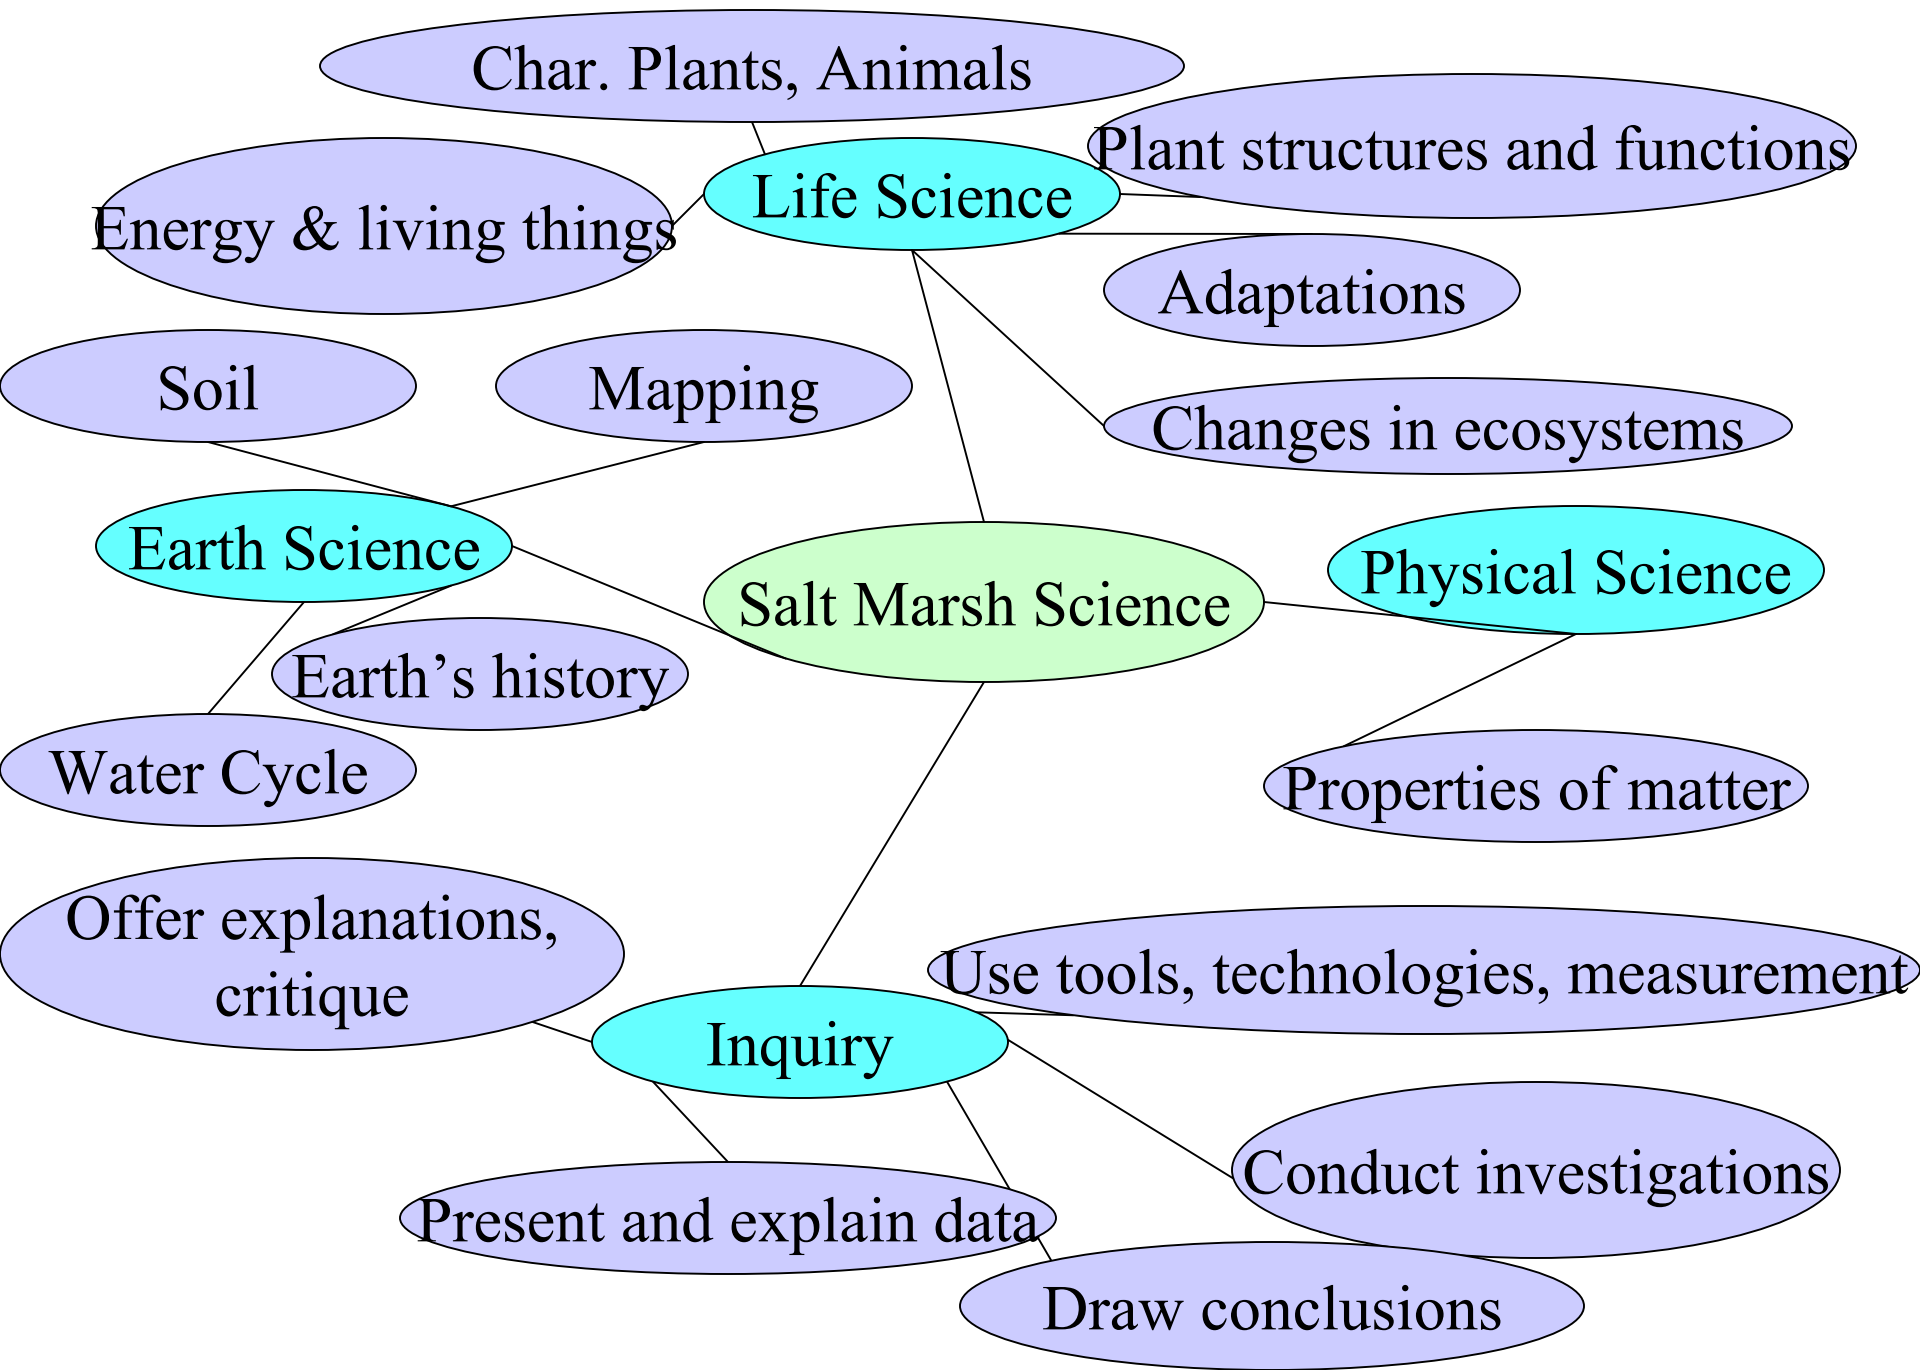 Char. Plants, Animals
Plant structures and functions
Life Science
Energy & living things
Adaptations
Soil
Mapping
Changes in ecosystems
Earth Science
Physical Science
Salt Marsh Science
Earth’s history
Water Cycle
Properties of matter
Offer explanations,
critique
Use tools, technologies, measurement
Inquiry
Conduct investigations
Present and explain data
Draw conclusions